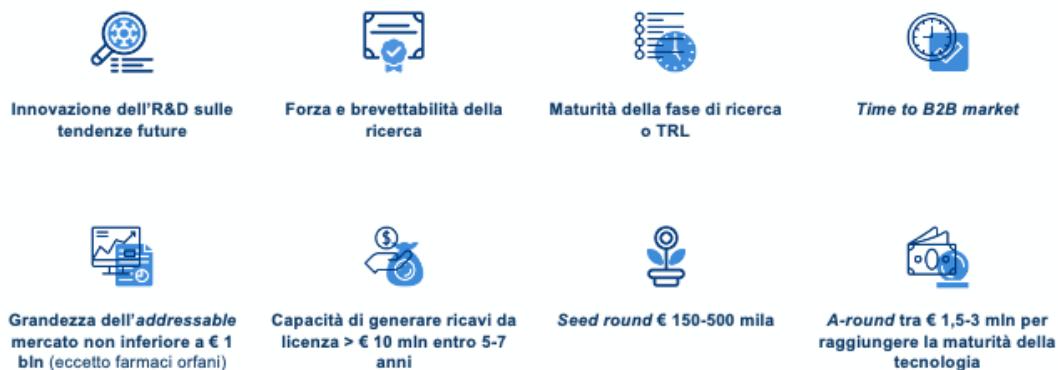 Innovazione dell'R&D sulle
tendenze future
Forza e brevettabilità della
ricerca
Maturità della fase di ricerca
o TRL
Time to B2B market
Grandezza dell'addressable
mercato non inferiore a € 1
bln (eccetto farmaci orfani)
Capacità di generare ricavi da
licenza > € 10 mln entro 5-7
anni
Seed round € 150-500 mila
A-round tra € 1,5-3 mln per
raggiungere la maturità della
tecnologia